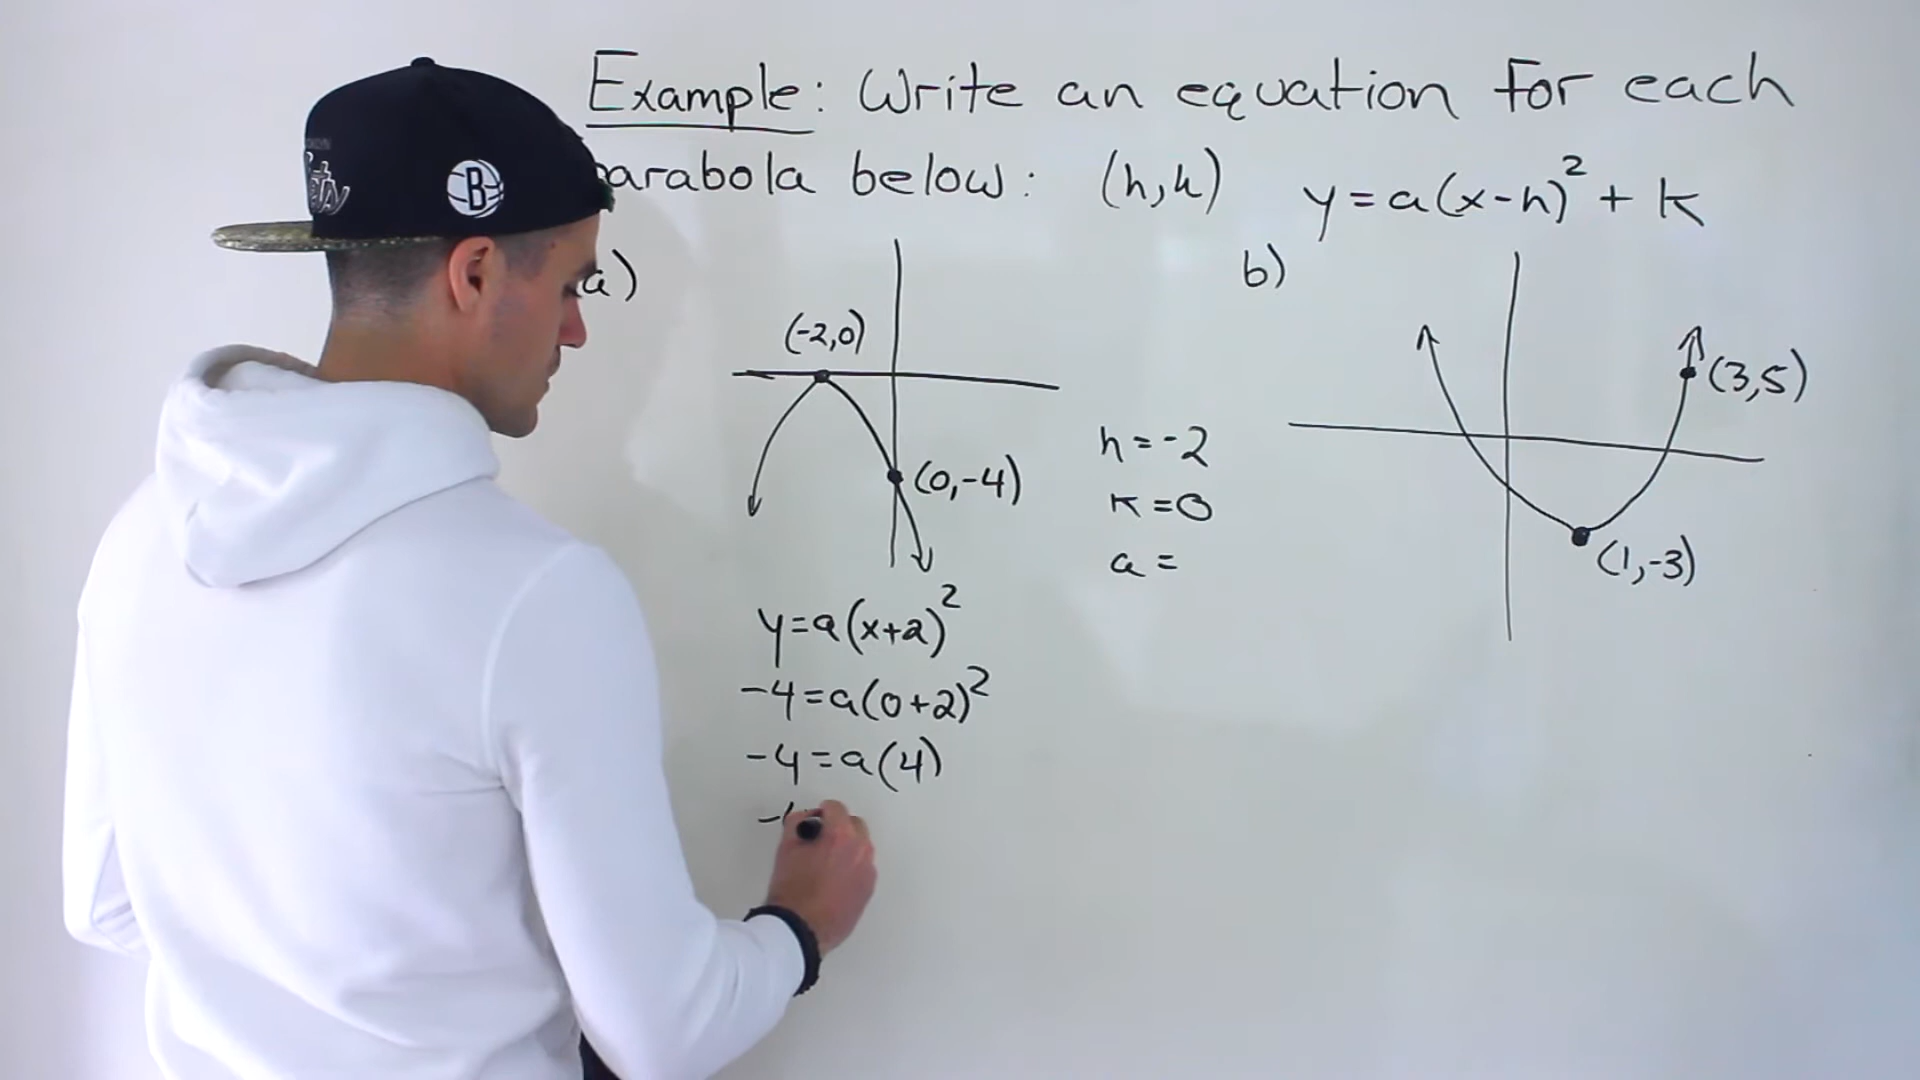 Example: Write an equation for each
parabola below: (h,k) y=a(x-h)² + k
a)
(-2,0)
(0,-4)
h=-2
k=0
a=
y=a(x+2)²
-4=a(0+2)²
-4=a(4)
b)
(3,5)
(1,-3)
B